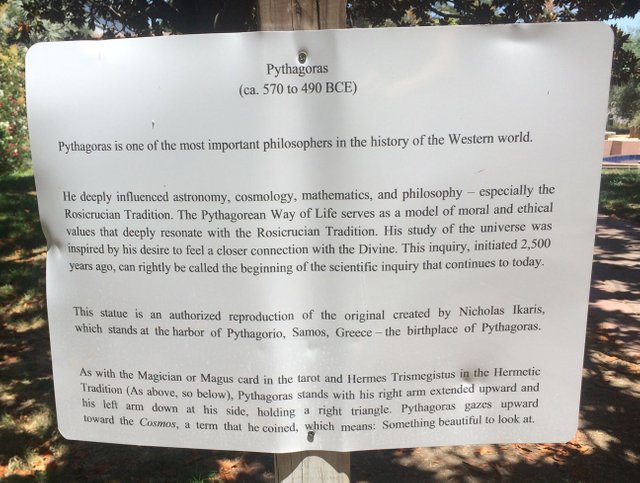 Pythagoras
(ca. 570 to 490 BCE)
Pythagoras is one of the most important philosophers in the history of the Western world.
He deeply influenced astronomy, cosmology, mathematics, and philosophy – especially the
Rosicrucian Tradition. The Pythagorean Way of Life serves as a model of moral and ethical
values that deeply resonate with the Rosicrucian Tradition. His study of the universe was
inspired by his desire to feel a closer connection with the Divine. This inquiry, initiated 2,500
years ago, can rightly be called the beginning of the scientific inquiry that continues to today.
This statue is an authorized reproduction of the original created by Nicholas Ikaris,
which stands at the harbor of Pythagorio, Samos, Greece – the birthplace of Pythagoras.
As with the Magician or Magus card in the tarot and Hermes Trismegistus in the Hermetic
Tradition (As above, so below), Pythagoras stands with his right arm extended upward and
his left arm down at his side, holding a right triangle. Pythagoras gazes upward
toward the Cosmos, a term that he coined, which means: Something beautiful to look at.